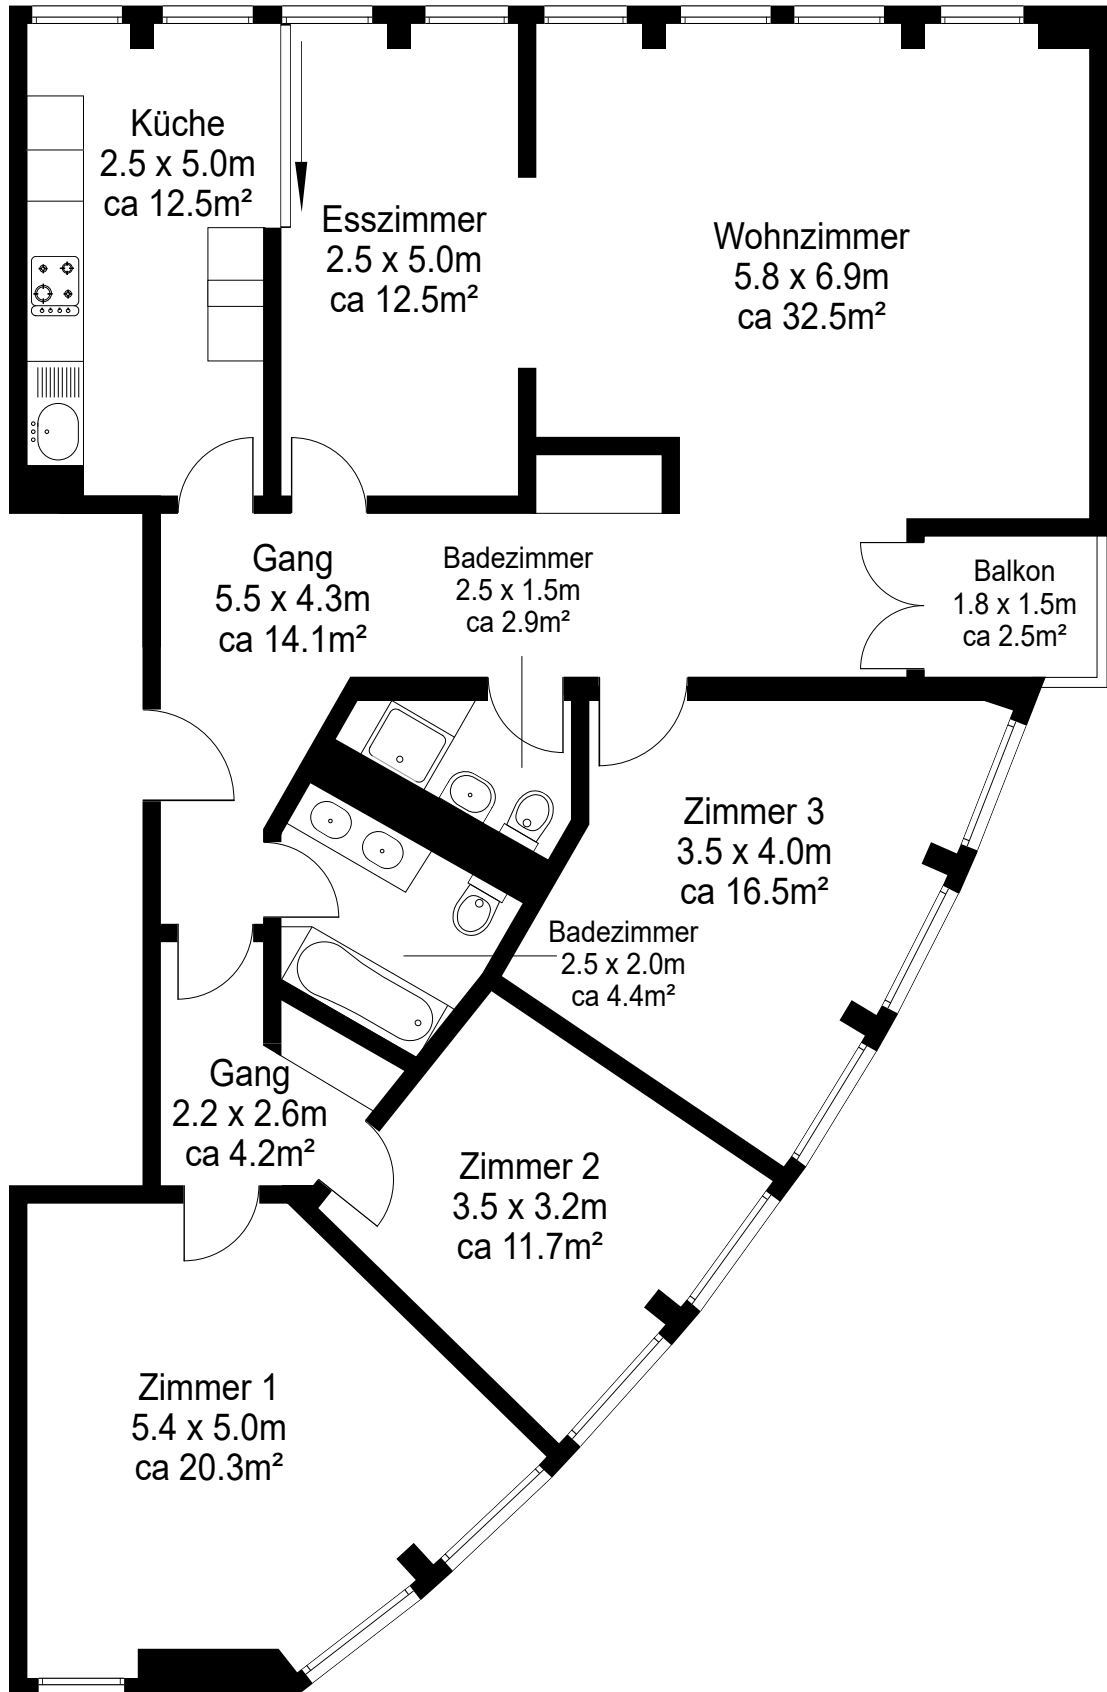 Küche
2.5 x 5.0m
ca 12.5m²
Esszimmer
2.5 x 5.0m
ca 12.5m²
Wohnzimmer
5.8 x 6.9m
ca 32.5m²
Gang
5.5 x 4.3m
ca 14.1m²
Badezimmer
2.5 x 1.5m
ca 2.9m²
Balkon
1.8 x 1.5m
ca 2.5m²
Zimmer 3
3.5 x 4.0m
ca 16.5m²
Badezimmer
2.5 x 2.0m
ca 4.4m²
Gang
2.2 x 2.6m
ca 4.2m²
Zimmer 2
3.5 x 3.2m
ca 11.7m²
Zimmer 1
5.4 x 5.0m
ca 20.3m²